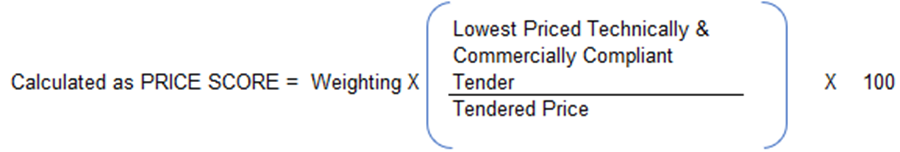 Lowest Priced Technically &
Commercially Compliant
Calculated as PRICE SCORE = Weighting X Tender X 100
Tendered Price